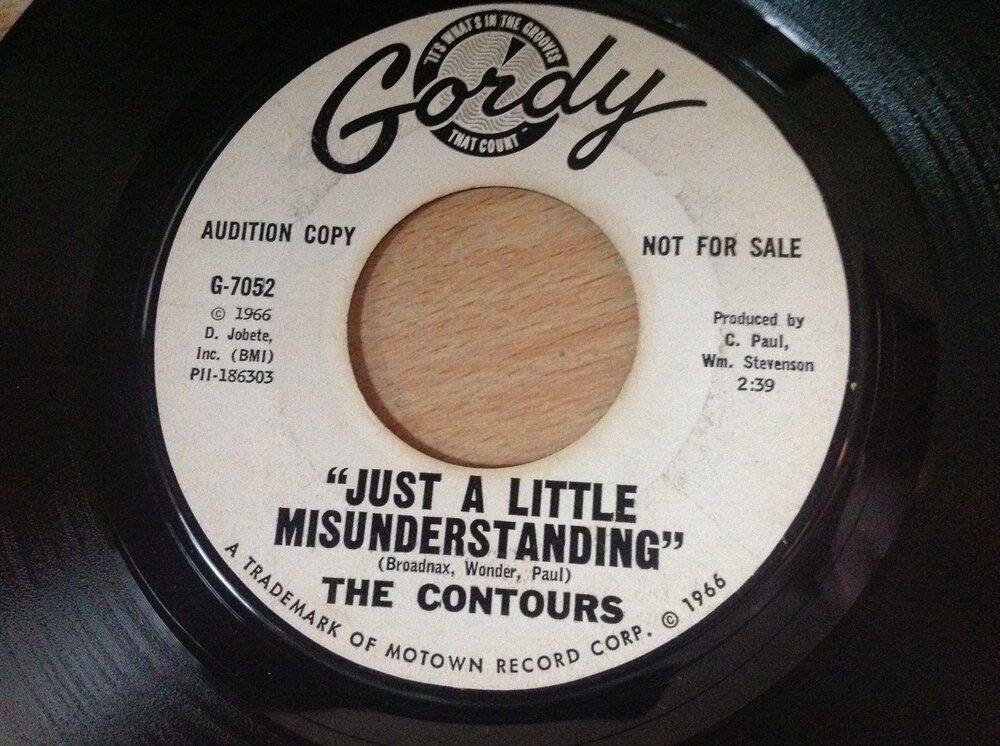 "IT'S WHAT'S IN THE GROOVES
Gordy
THAT COUNT"
AUDITION COPY
NOT FOR SALE
G-7052
© 1966
D. Jobete,
Inc. (BMI)
PII-186303
Produced by
C. Paul,
Wm. Stevenson
2:39
"JUST A LITTLE
MISUNDERSTANDING"
(Broadnax, Wonder, Paul)
THE CONTOURS
A TRADEMARK OF MOTOWN RECORD CORP. © 1966